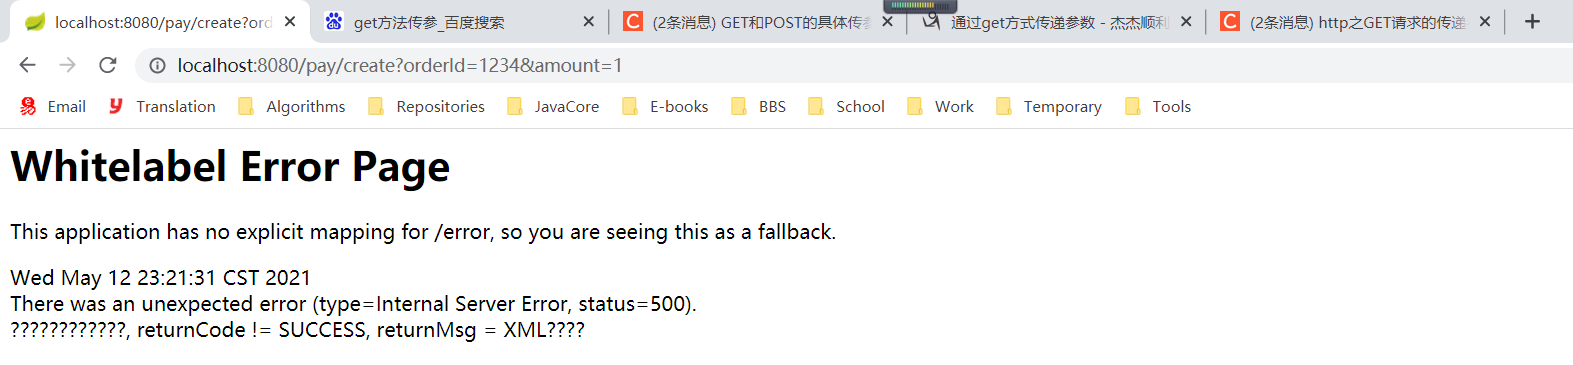 localhost:8080/pay/create?ord
get方法传参_百度搜索
(2条消息) GET和POST的具体传参
通过get方式传递参数 - 杰杰顺利
(2条消息) http之GET请求的传递
localhost:8080/pay/create?orderId=1234&amount=1
Email
Translation
Algorithms
Repositories
JavaCore
E-books
BBS
School
Work
Temporary
Tools
Whitelabel Error Page
This application has no explicit mapping for /error, so you are seeing this as a fallback.
Wed May 12 23:21:31 CST 2021
There was an unexpected error (type=Internal Server Error, status=500).
????????????, returnCode != SUCCESS, returnMsg = XML????